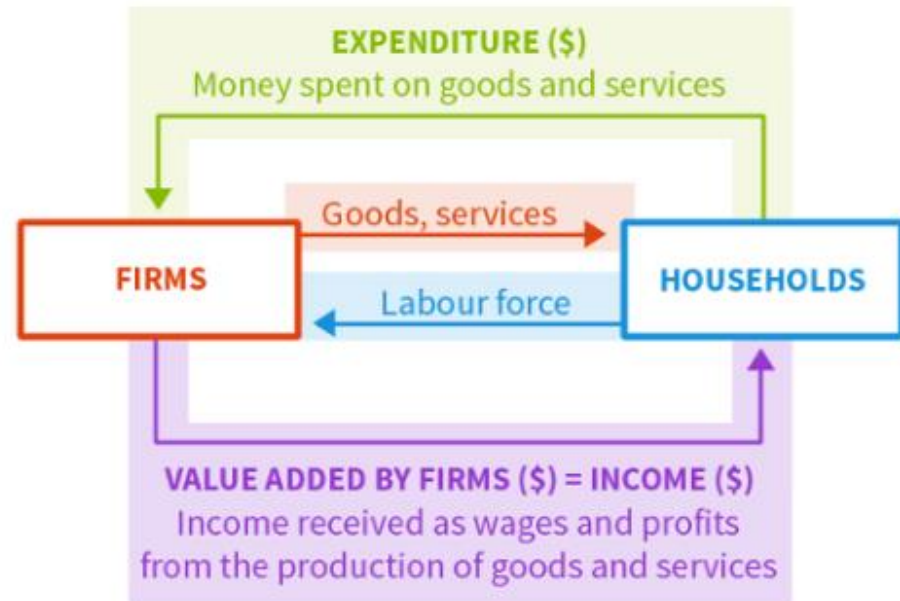 EXPENDITURE ($)
Money spent on goods and services
Goods, services
FIRMS
HOUSEHOLDS
Labour force
VALUE ADDED BY FIRMS ($) = INCOME ($)
Income received as wages and profits
from the production of goods and services